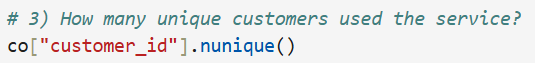 # 3) How many unique customers used the service?
co["customer_id"].nunique()